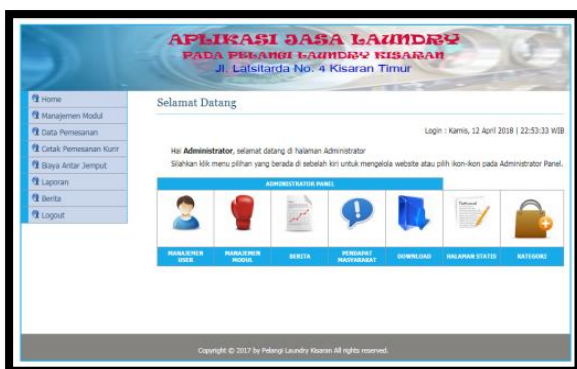 APLIKASI JASA LAUNDRY
PADA PELANGI LAUNDRY KISARAN
Jl. Latsitarda No. 4 Kisaran Timur
Home
Manajemen Modul
Data Pemesanan
Cetak Pemesanan Kurir
Biaya Antar Jemput
Laporan
Berita
Logout
Selamat Datang
Login : Kamis, 12 April 2018 | 22:53:33 WIB
Hai Administrator, selamat datang di halaman Administrator
Silahkan klik menu pilihan yang berada di sebelah kiri untuk mengelola website atau pilih ikon-ikon pada Administrator Panel.
ADMINISTRATOR PANEL
MANAJEMEN USER
MANAJEMEN MODUL
BERITA
PENDAPAT MASYARAKAT
DOWNLOAD
HALAMAN STATIS
KATEGORI
Copyright © 2017 by Pelangi Laundry Kisaran All rights reserved.